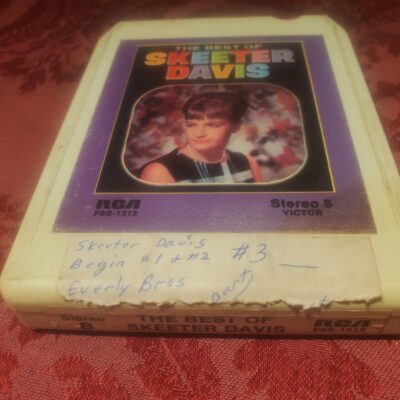 THE BEST OF
SKEETER
DAVIS
RCA
P8S-1313
Stereo 8
VICTOR
Skeeter Davis
Begin #1 & #2 #3
Everly Bros
Stereo
8
THE BEST OF
SKEETER DAVIS
RCA
P8S-1313